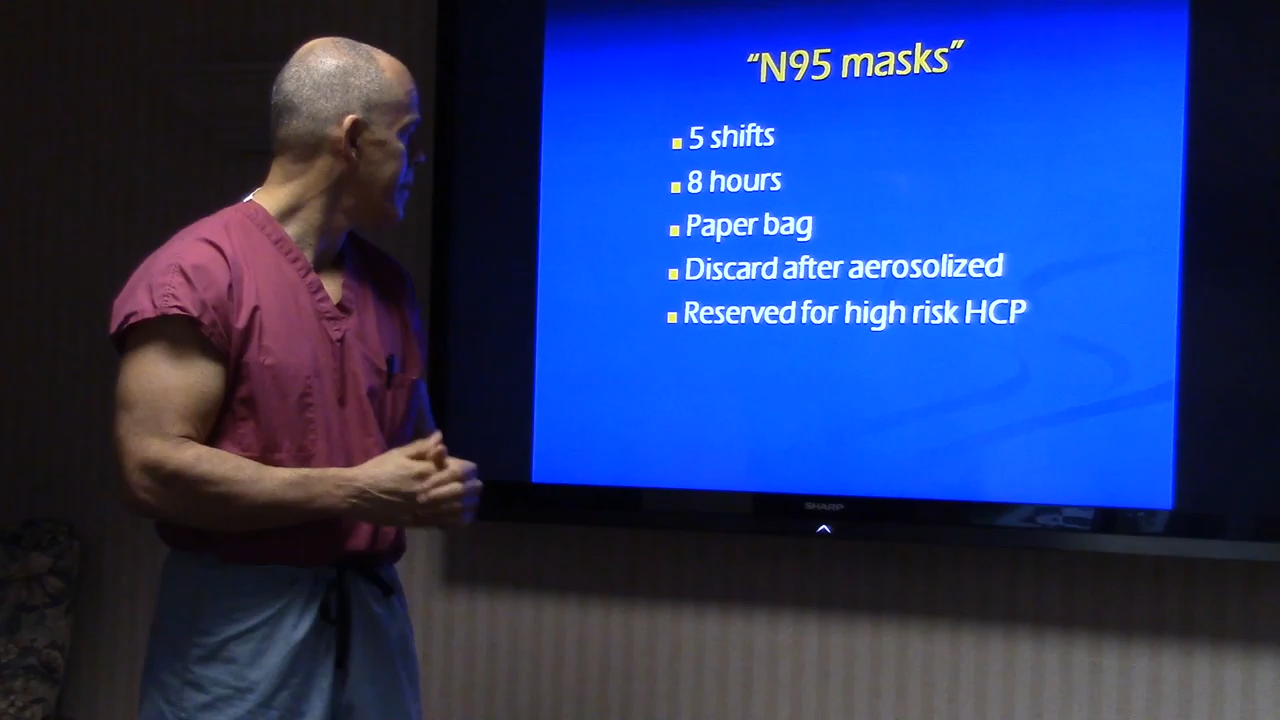 “N95 masks”
5 shifts
8 hours
Paper bag
Discard after aerosolized
Reserved for high risk HCP
SHARP